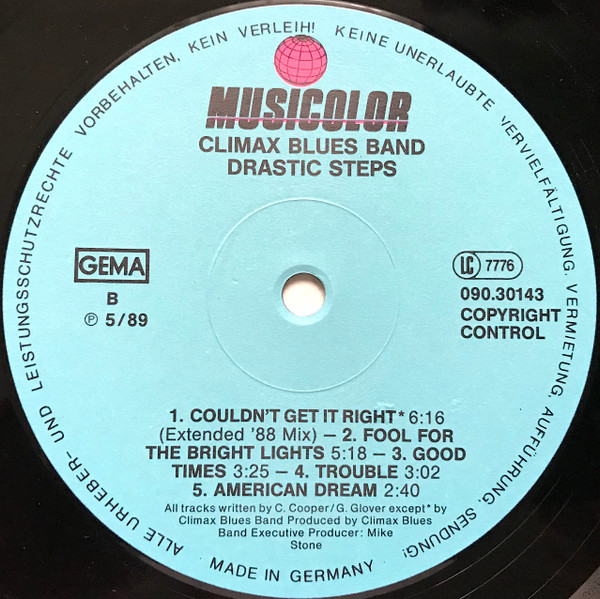 ALLE URHEBER- UND LEISTUNGSSCHUTZRECHTE VORBEHALTEN, KEIN VERLEIH! KEINE UNERLAUBTE VERVIELFÄLTIGUNG, VERMIETUNG, AUFFÜHRUNG, SENDUNG!
MUSICOLOR
CLIMAX BLUES BAND
DRASTIC STEPS
GEMA
B
℗ 5/89
LC 7776
090.30143
COPYRIGHT
CONTROL
1. COULDN'T GET IT RIGHT* 6:16
(Extended '88 Mix) – 2. FOOL FOR
THE BRIGHT LIGHTS 5:18 – 3. GOOD
TIMES 3:25 – 4. TROUBLE 3:02
5. AMERICAN DREAM 2:40
All tracks written by C. Cooper/G. Glover except* by
Climax Blues Band Produced by Climax Blues
Band Executive Producer: Mike
Stone
MADE IN GERMANY